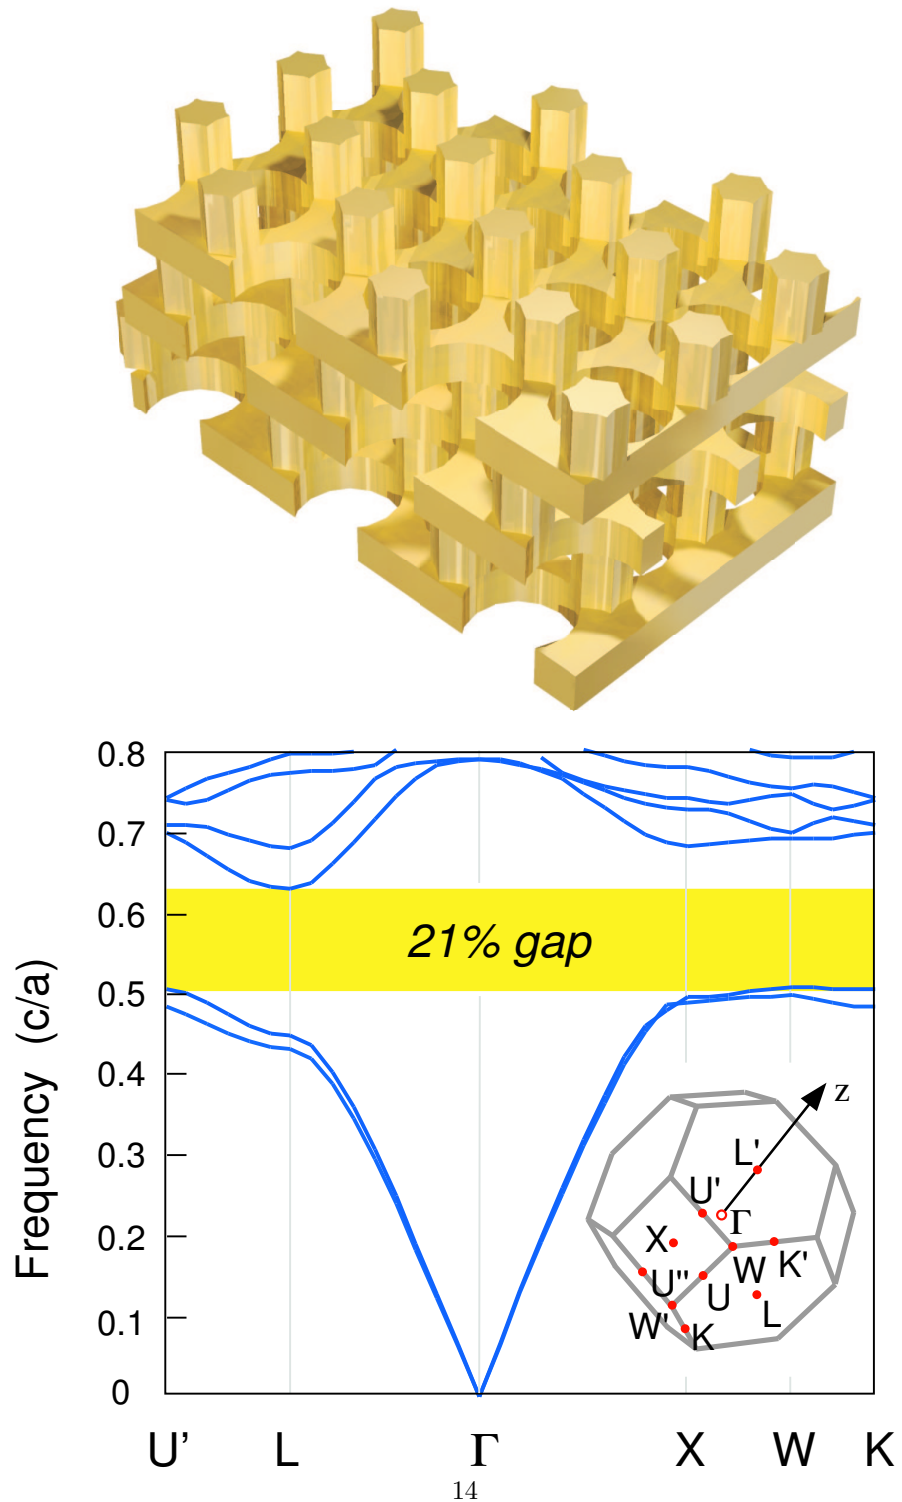 0.8
0.7
0.6
0.5
0.4
0.3
0.2
0.1
0
Frequency (c/a)
21% gap
z
L'
U'
Γ
X
W
K'
U''
U
L
W'
K
U’
L
Γ
X
W
K
14